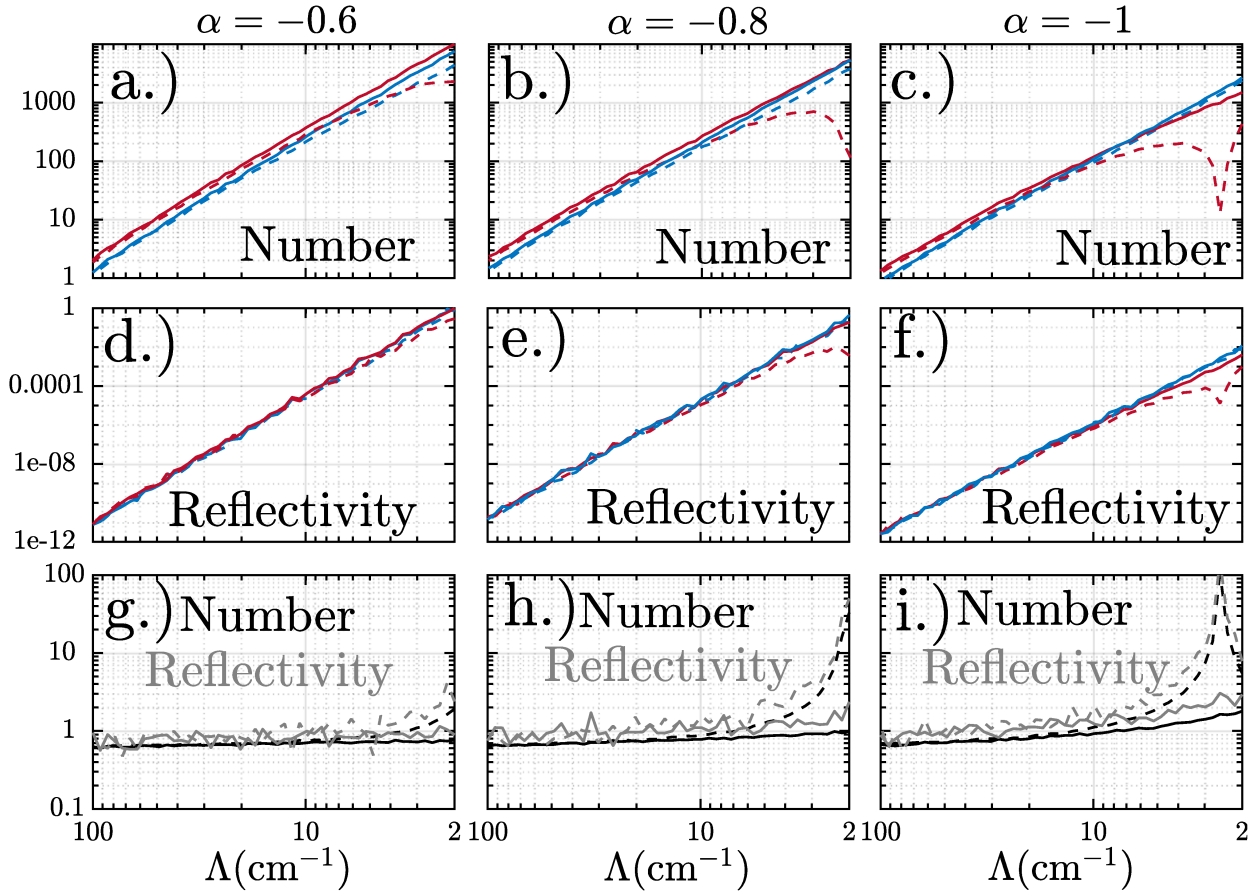 α = −0.6 α = −0.8 α = −1
a.) b.) c.)
1000
100
10
Number Number Number
1
1
d.) e.) f.)
0.0001
1e-08
Reflectivity Reflectivity Reflectivity
1e-12
100
g.) Number h.) Number i.) Number
Reflectivity Reflectivity Reflectivity
10
1
0.1
100 10 2 100 10 2 100 10 2
Λ(cm⁻¹) Λ(cm⁻¹) Λ(cm⁻¹)